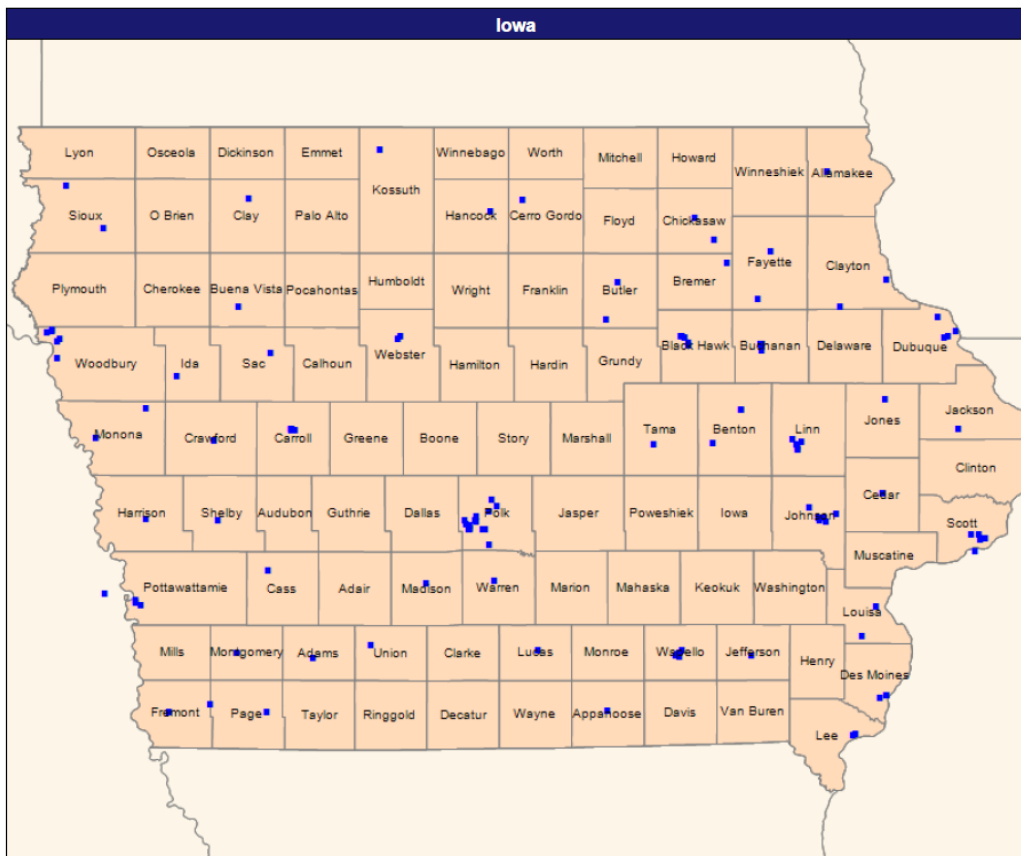 Iowa
Lyon Osceola Dickinson Emmet Winnebago Worth Mitchell Howard
Winneshiek Allamakee
Kossuth
Sioux O Brien Clay Palo Alto Hancock Cerro Gordo Floyd Chickasaw
Fayette Clayton
Plymouth Cherokee Buena Vista Pocahontas Humboldt Wright Franklin Butler Bremer
Woodbury Ida Sac Calhoun Webster Hamilton Hardin Grundy Black Hawk Buchanan Delaware Dubuque
Monona Crawford Carroll Greene Boone Story Marshall Tama Benton Linn Jones Jackson
Clinton
Harrison Shelby Audubon Guthrie Dallas Polk Jasper Poweshiek Iowa Johnson Cedar Scott
Muscatine
Pottawattamie Cass Adair Madison Warren Marion Mahaska Keokuk Washington
Louisa
Mills Montgomery Adams Union Clarke Lucas Monroe Wapello Jefferson Henry Des Moines
Fremont Page Taylor Ringgold Decatur Wayne Appanoose Davis Van Buren Lee